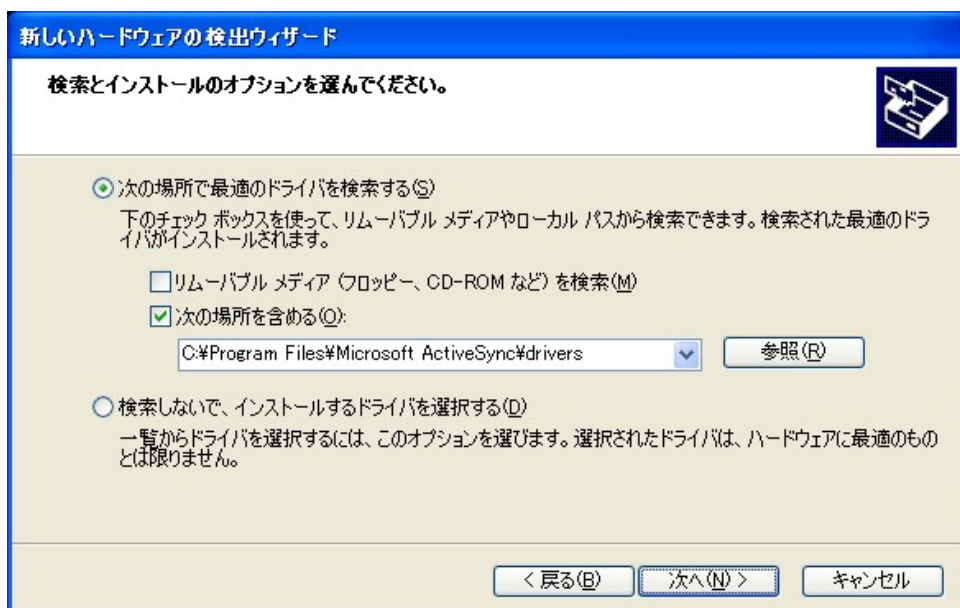 新しいハードウェアの検出ウィザード
検索とインストールのオプションを選んでください。
次の場所で最適のドライバを検索する(S)
下のチェック ボックスを使って、リムーバブル メディアやローカル パスから検索できます。検索された最適のドラ
イバがインストールされます。
リムーバブル メディア (フロッピー、CD-ROM など) を検索(M)
次の場所を含める(O):
C:¥Program Files¥Microsoft ActiveSync¥drivers
参照(R)
検索しないで、インストールするドライバを選択する(D)
一覧からドライバを選択するには、このオプションを選びます。選択されたドライバは、ハードウェアに最適のもの
とは限りません。
< 戻る(B) 次へ(N) > キャンセル